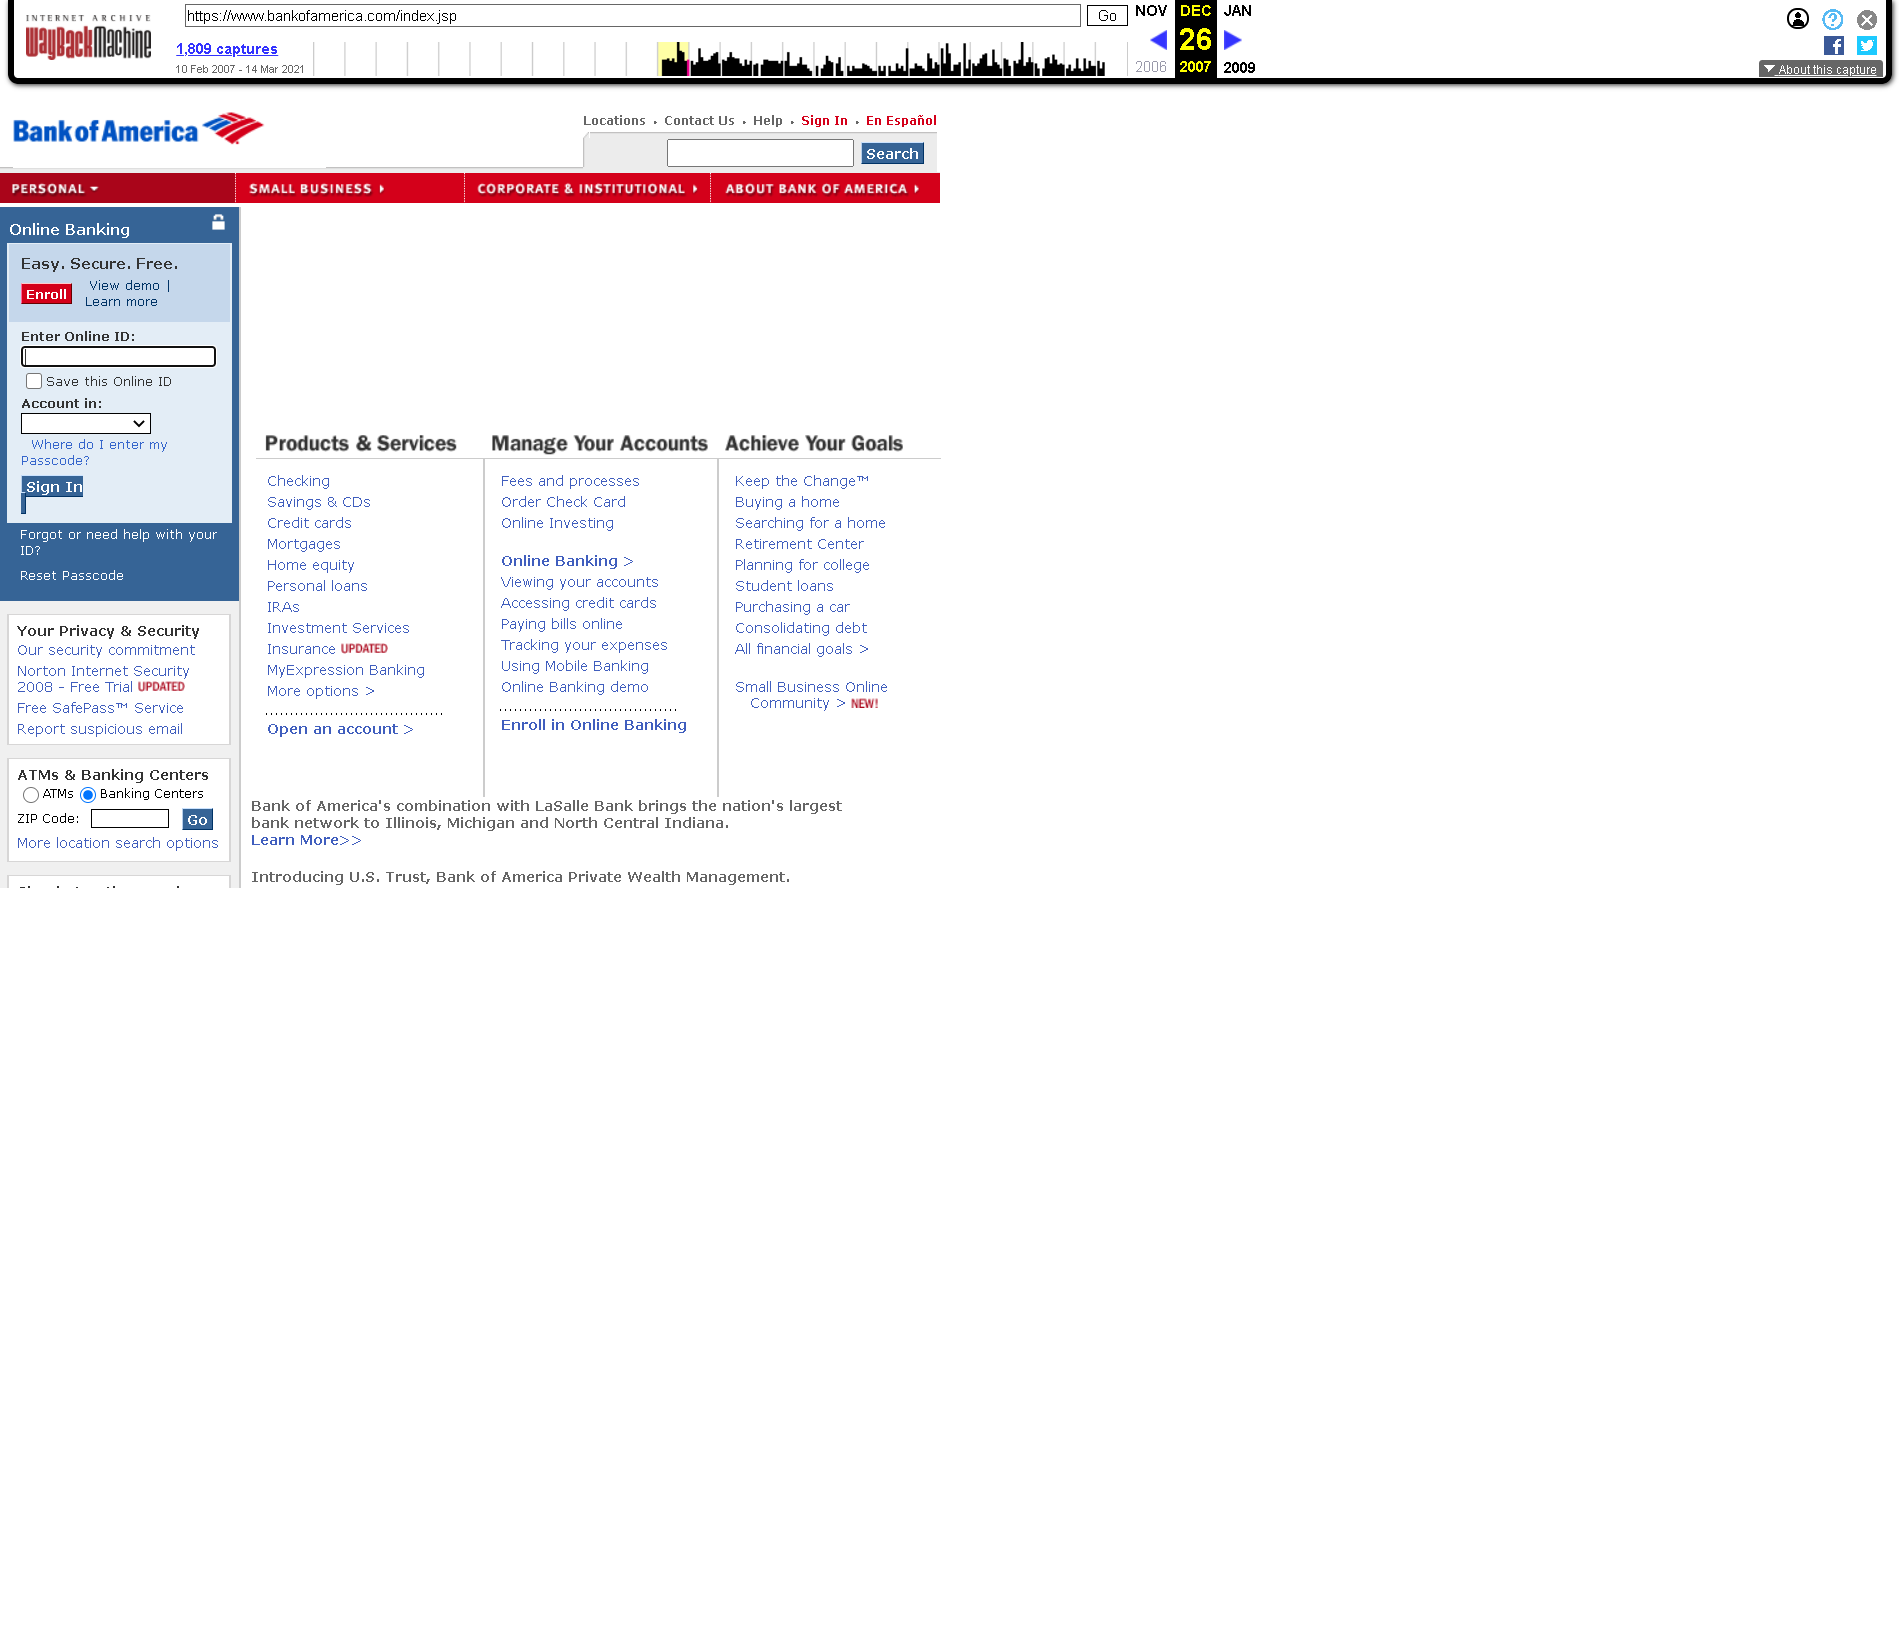 INTERNET ARCHIVE
WayBackMachine
https://www.bankofamerica.com/index.jsp
Go
NOV DEC JAN
1,809 captures
26
10 Feb 2007 - 14 Mar 2021
2006 2007 2009
About this capture
Bank of America
Locations • Contact Us • Help • Sign In • En Español
Search
PERSONAL
SMALL BUSINESS
CORPORATE & INSTITUTIONAL
ABOUT BANK OF AMERICA
Online Banking
Easy. Secure. Free.
Enroll
View demo |
Learn more
Enter Online ID:
Save this Online ID
Account in:
Where do I enter my
Passcode?
Sign In
Forgot or need help with your
ID?
Reset Passcode
Your Privacy & Security
Our security commitment
Norton Internet Security
2008 - Free Trial UPDATED
Free SafePass™ Service
Report suspicious email
ATMs & Banking Centers
ATMs Banking Centers
ZIP Code: Go
More location search options
Products & Services
Checking
Savings & CDs
Credit cards
Mortgages
Home equity
Personal loans
IRAs
Investment Services
Insurance UPDATED
MyExpression Banking
More options >
Open an account >
Manage Your Accounts
Fees and processes
Order Check Card
Online Investing
Online Banking >
Viewing your accounts
Accessing credit cards
Paying bills online
Tracking your expenses
Using Mobile Banking
Online Banking demo
Enroll in Online Banking
Achieve Your Goals
Keep the Change™
Buying a home
Searching for a home
Retirement Center
Planning for college
Student loans
Purchasing a car
Consolidating debt
All financial goals >
Small Business Online
Community > NEW!
Bank of America's combination with LaSalle Bank brings the nation's largest
bank network to Illinois, Michigan and North Central Indiana.
Learn More>>
Introducing U.S. Trust, Bank of America Private Wealth Management.